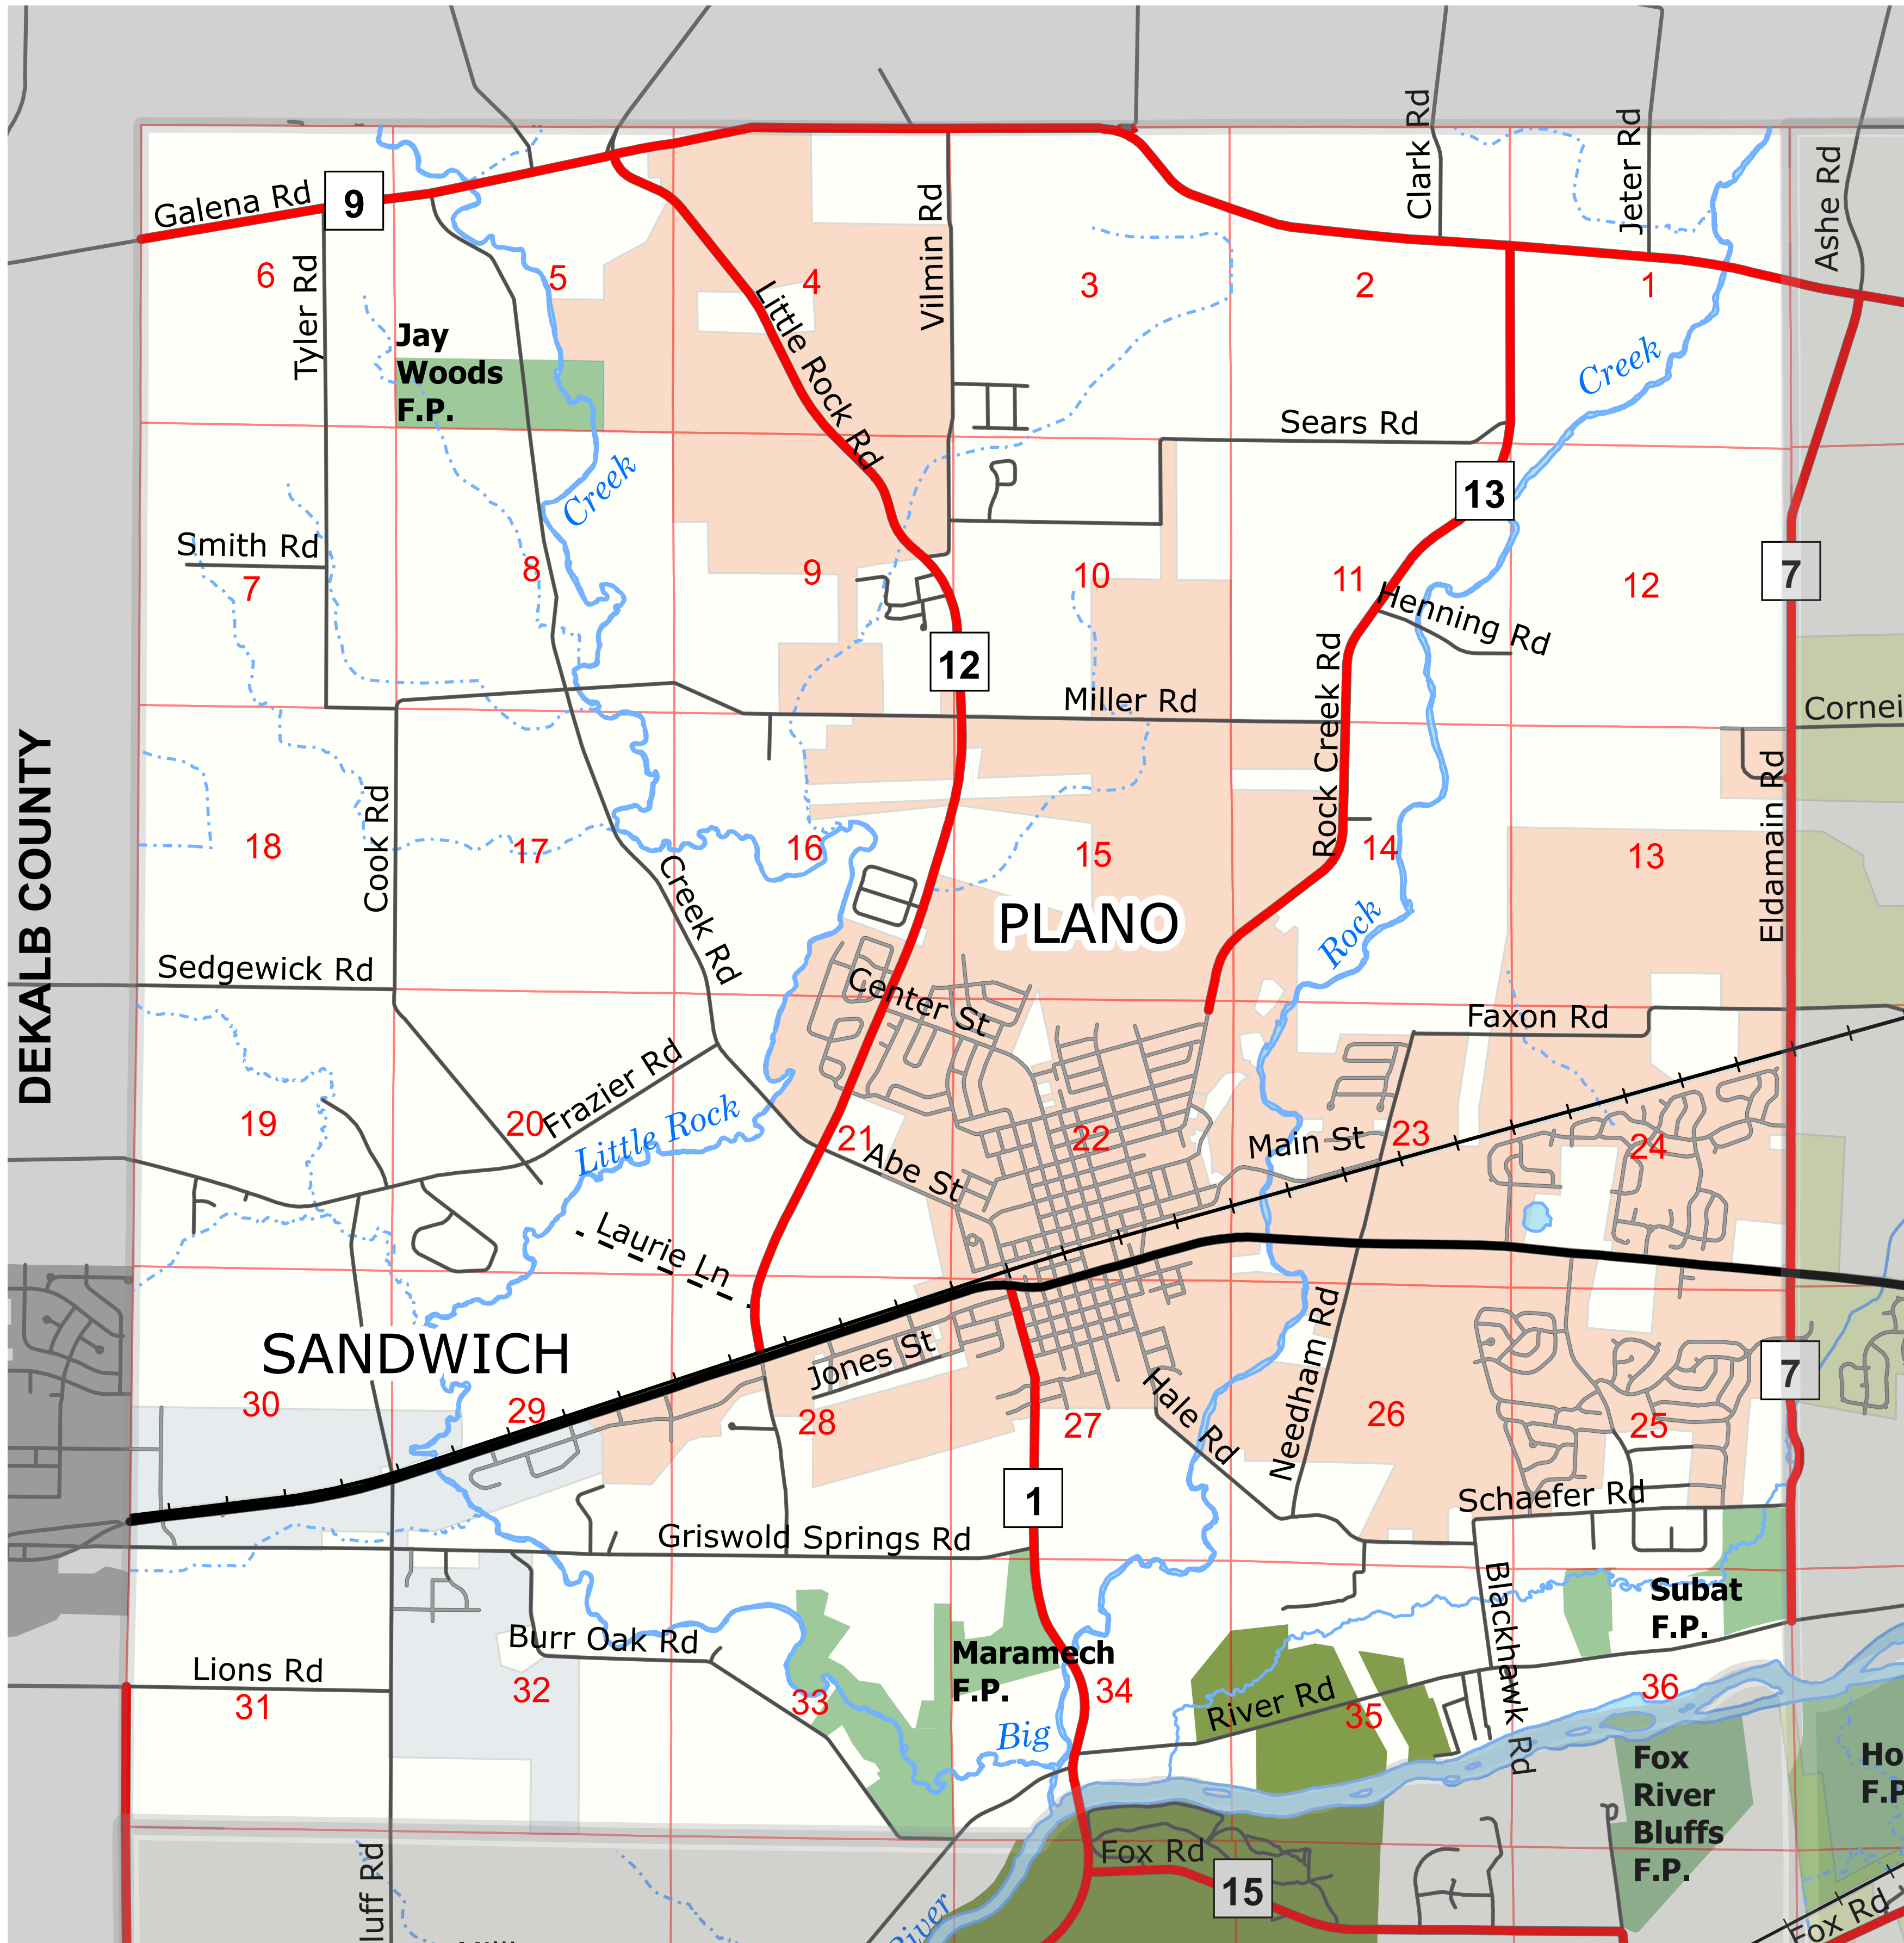 Clark Rd
Jeter Rd
Ashe Rd
Galena Rd
9
Vilmin Rd
6
5
4
3
2
1
Tyler Rd
Little Rock Rd
Jay
Woods
F.P.
Creek
Sears Rd
Creek
13
Smith Rd
7
8
9
10
11
12
7
Henning Rd
12
Miller Rd
Rock Creek Rd
Cornei
Eldamain Rd
DEKALB COUNTY
Cook Rd
18
17
16
15
14
13
Creek Rd
PLANO
Rock
Sedgewick Rd
Center St
Faxon Rd
Frazier Rd
Little Rock
19
20
21
22
Main St
23
24
Abe St
Laurie Ln
SANDWICH
Jones St
Hale Rd
Needham Rd
7
30
29
28
27
26
25
1
Schaefer Rd
Griswold Springs Rd
Blackhawk Rd
Subat
F.P.
Burr Oak Rd
Maramech
F.P.
Lions Rd
31
32
33
34
35
36
River Rd
Big
Fox
River
Bluffs
F.P.
Ho
F.P
luff Rd
Fox Rd
15
River
Fox Rd